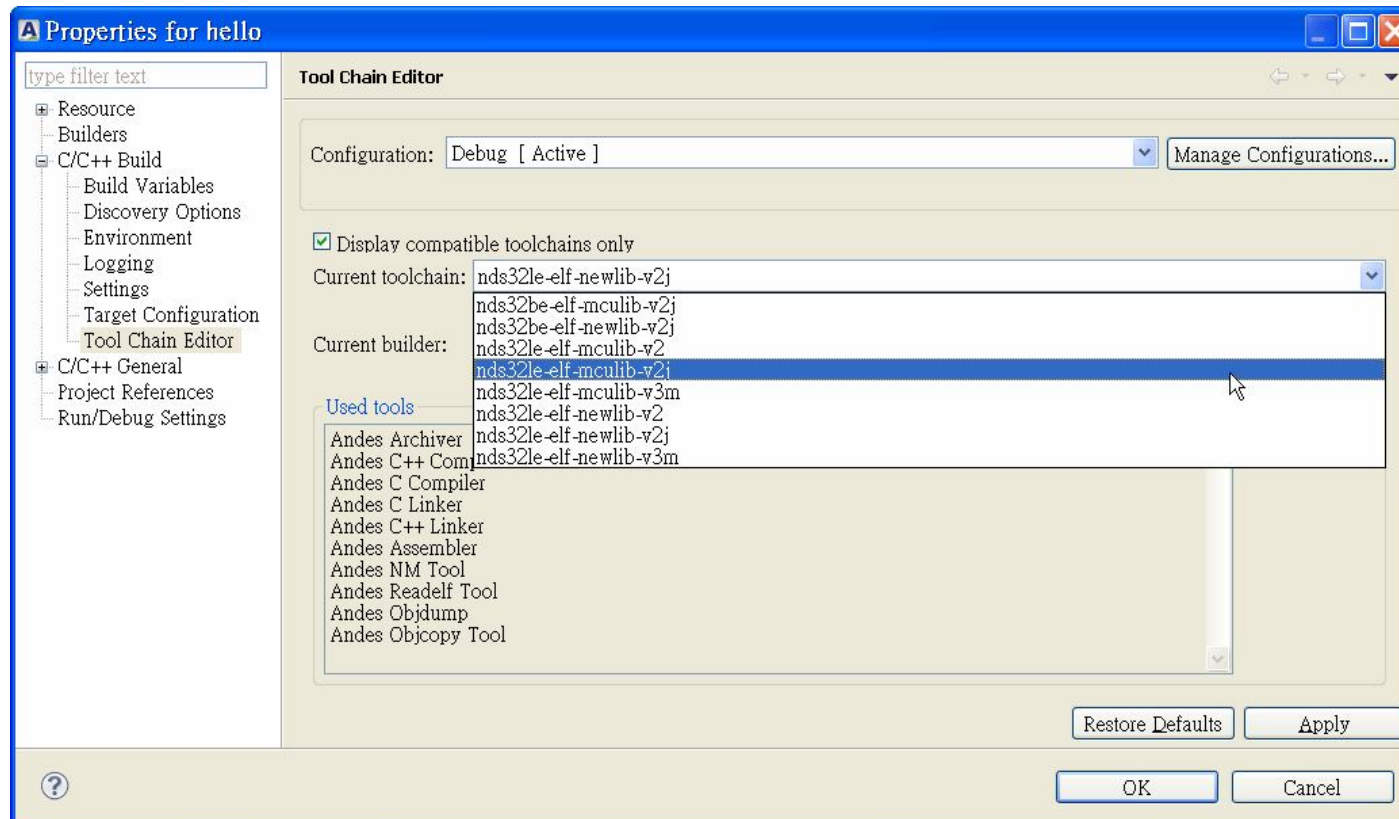 Properties for hello
type filter text
Resource
Builders
C/C++ Build
Build Variables
Discovery Options
Environment
Logging
Settings
Target Configuration
Tool Chain Editor
C/C++ General
Project References
Run/Debug Settings
Tool Chain Editor
Configuration: Debug [ Active ] Manage Configurations...
Display compatible toolchains only
Current toolchain: nds32le-elf-newlib-v2j
nds32be-elf-mculib-v2j
nds32be-elf-newlib-v2j
nds32le-elf-mculib-v2
nds32le-elf-mculib-v2j
nds32le-elf-mculib-v3m
nds32le-elf-newlib-v2
nds32le-elf-newlib-v2j
nds32le-elf-newlib-v3m
Current builder:
Used tools
Andes Archiver
Andes C++ Comp
Andes C Compiler
Andes C Linker
Andes C++ Linker
Andes Assembler
Andes NM Tool
Andes Readelf Tool
Andes Objdump
Andes Objcopy Tool
Restore Defaults Apply
OK Cancel